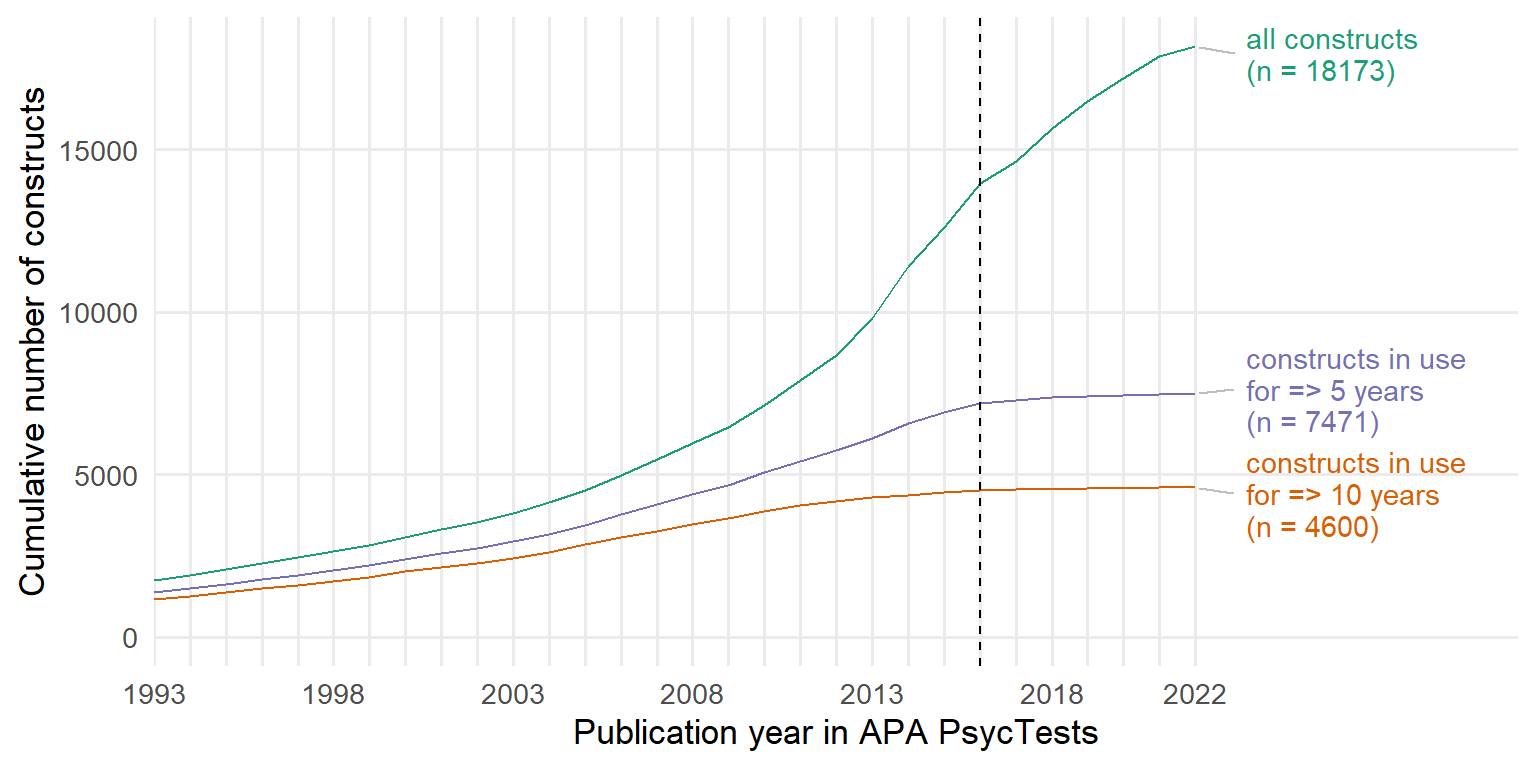 Cumulative number of constructs
15000
10000
5000
0
all constructs
(n = 18173)
constructs in use
for => 5 years
(n = 7471)
constructs in use
for => 10 years
(n = 4600)
1993 1998 2003 2008 2013 2018 2022
Publication year in APA PsycTests